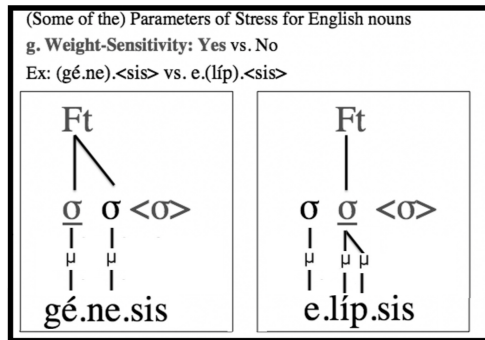 (Some of the) Parameters of Stress for English nouns
g. Weight-Sensitivity: Yes vs. No
Ex: (gé.ne).<sis> vs. e.(líp).<sis>
Ft
σ σ <σ>
μ μ
gé.ne.sis
Ft
σ σ <σ>
μ μ μ
e.líp.sis